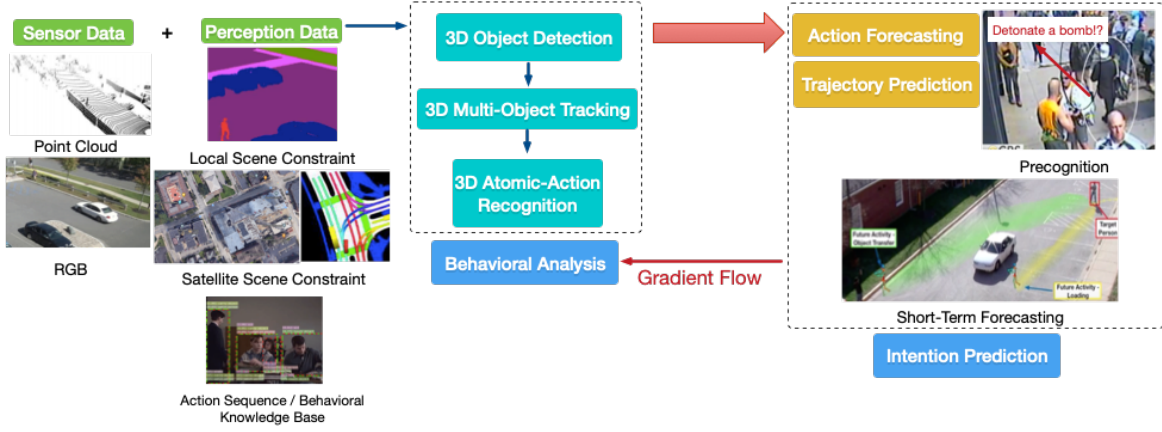 Sensor Data + Perception Data
Point Cloud
Local Scene Constraint
RGB
Satellite Scene Constraint
Action Sequence / Behavioral
Knowledge Base
3D Object Detection
3D Multi-Object Tracking
3D Atomic-Action
Recognition
Behavioral Analysis
Gradient Flow
Action Forecasting
Trajectory Prediction
Detonate a bomb!?
Precognition
Future Activity -
Object Transfer
Target
Person
Future Activity -
Loading
Short-Term Forecasting
Intention Prediction